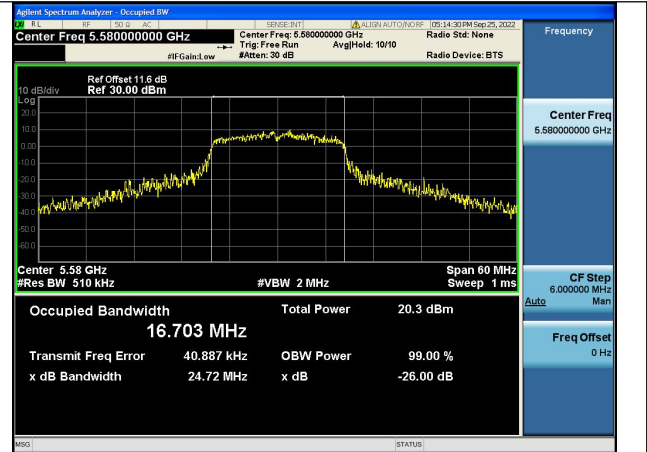 Agilent Spectrum Analyzer - Occupied BW
RL RF 50 Ω AC SENSE:INT ALIGN AUTO/NORF 05:14:30 PM Sep 25, 2022
Center Freq 5.580000000 GHz
Center Freq: 5.580000000 GHz
Radio Std: None
Trig: Free Run Avg|Hold: 10/10
#IFGain:Low #Atten: 30 dB Radio Device: BTS
Frequency
Ref Offset 11.6 dB
10 dB/div Ref 30.00 dBm
Log
20.0
10.0
0.00
-10.0
-20.0
-30.0
-40.0
-50.0
-60.0
Center 5.58 GHz Span 60 MHz
#Res BW 510 kHz #VBW 2 MHz Sweep 1 ms
Occupied Bandwidth Total Power 20.3 dBm
16.703 MHz
Transmit Freq Error 40.887 kHz OBW Power 99.00 %
x dB Bandwidth 24.72 MHz x dB -26.00 dB
Center Freq
5.580000000 GHz
CF Step
6.000000 MHz
Auto Man
Freq Offset
0 Hz
MSG STATUS